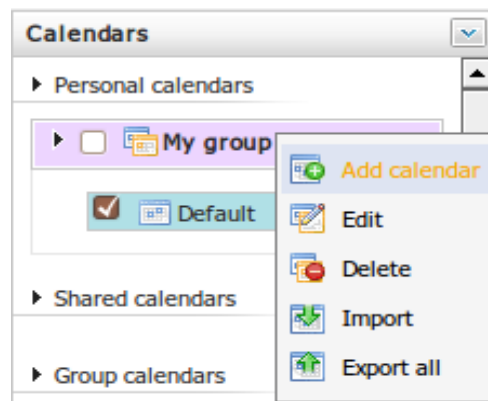 Calendars
Personal calendars
My group
Add calendar
Default
Edit
Delete
Shared calendars
Import
Group calendars
Export all